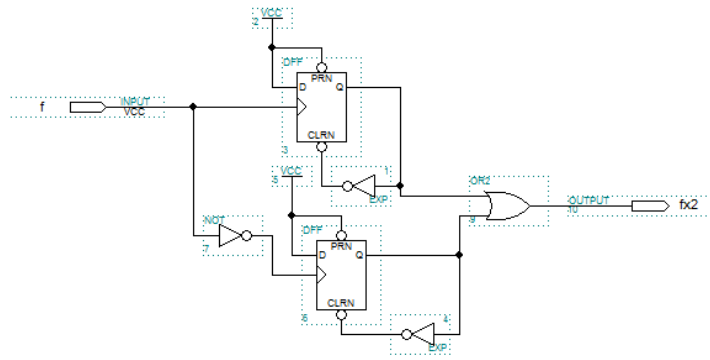 VCC
2
DFF
PRN
D Q
f
INPUT
VCC
CLRN
3
1
VCC
5
EXP
OR2
OUTPUT
fx2
9
10
NOT
7
DFF
PRN
D Q
CLRN
6
4
EXP